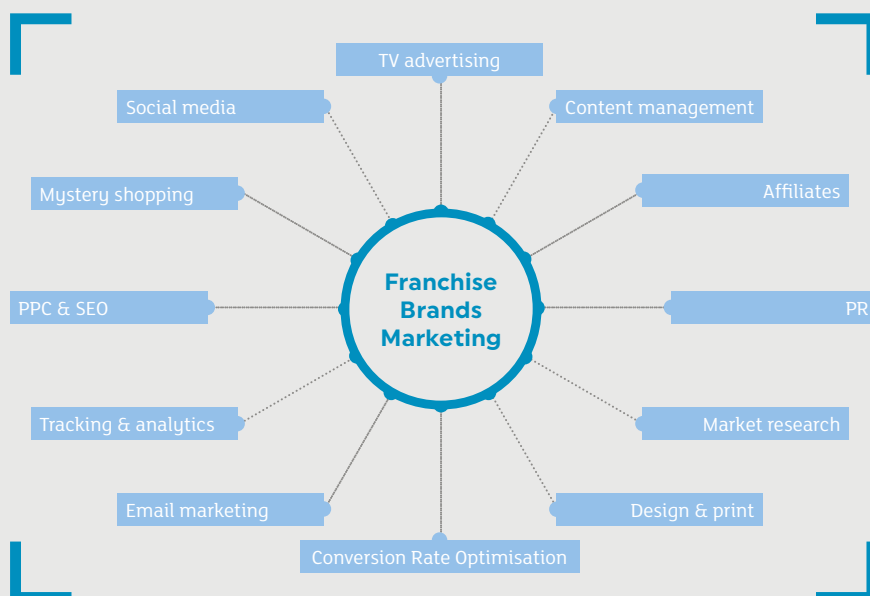 TV advertising
Social media
Content management
Mystery shopping
Affiliates
Franchise
Brands
Marketing
PPC & SEO
PR
Tracking & analytics
Market research
Email marketing
Design & print
Conversion Rate Optimisation